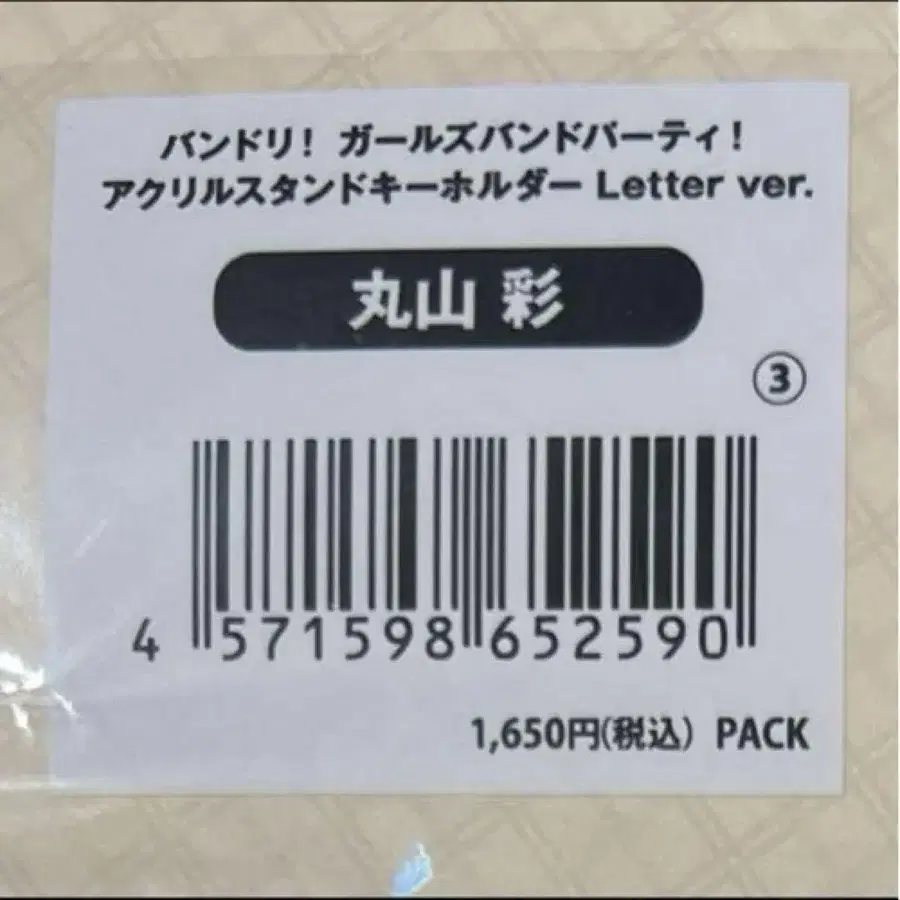 バンドリ！ ガールズバンドパーティ！
アクリルスタンドキーホルダー Letter ver.
丸山 彩
③
4 571598 652590
1,650円(税込) PACK